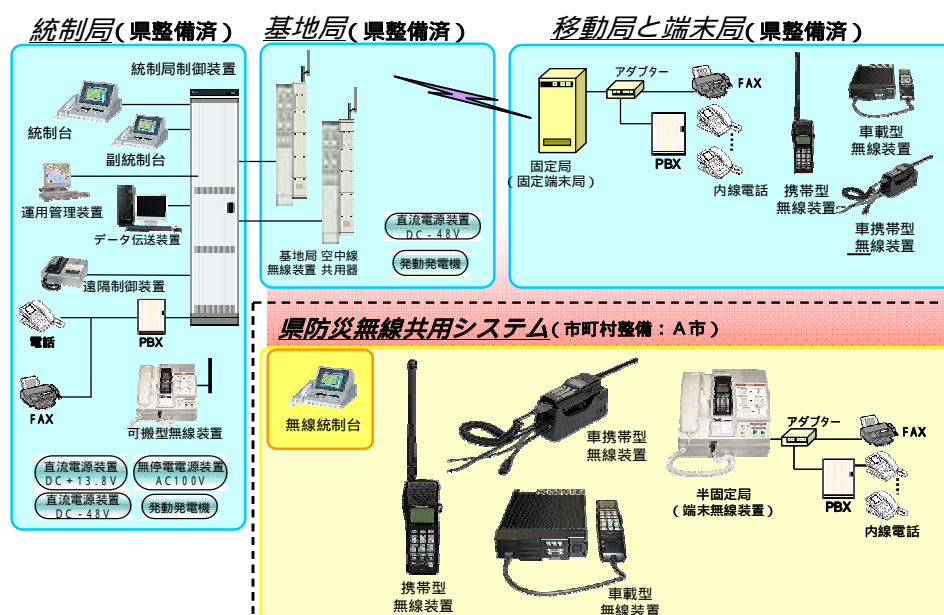 統制局(県整備済)
統制局制御装置
統制台
副統制台
運用管理装置
データ伝送装置
遠隔制御装置
電話
PBX
FAX
可搬型無線装置
直流電源装置
DC+13.8V
無停電電源装置
AC100V
直流電源装置
DC-48V
発動発電機
基地局(県整備済)
基地局
無線装置
空中線
共用器
直流電源装置
DC-48V
発動発電機
移動局と端末局(県整備済)
固定局
(固定端末局)
アダプター
FAX
PBX
内線電話
携帯型
無線装置
車載型
無線装置
車携帯型
無線装置
県防災無線共用システム(市町村整備:A市)
無線統制台
携帯型
無線装置
車携帯型
無線装置
車載型
無線装置
半固定局
(端末無線装置)
アダプター
FAX
PBX
内線電話